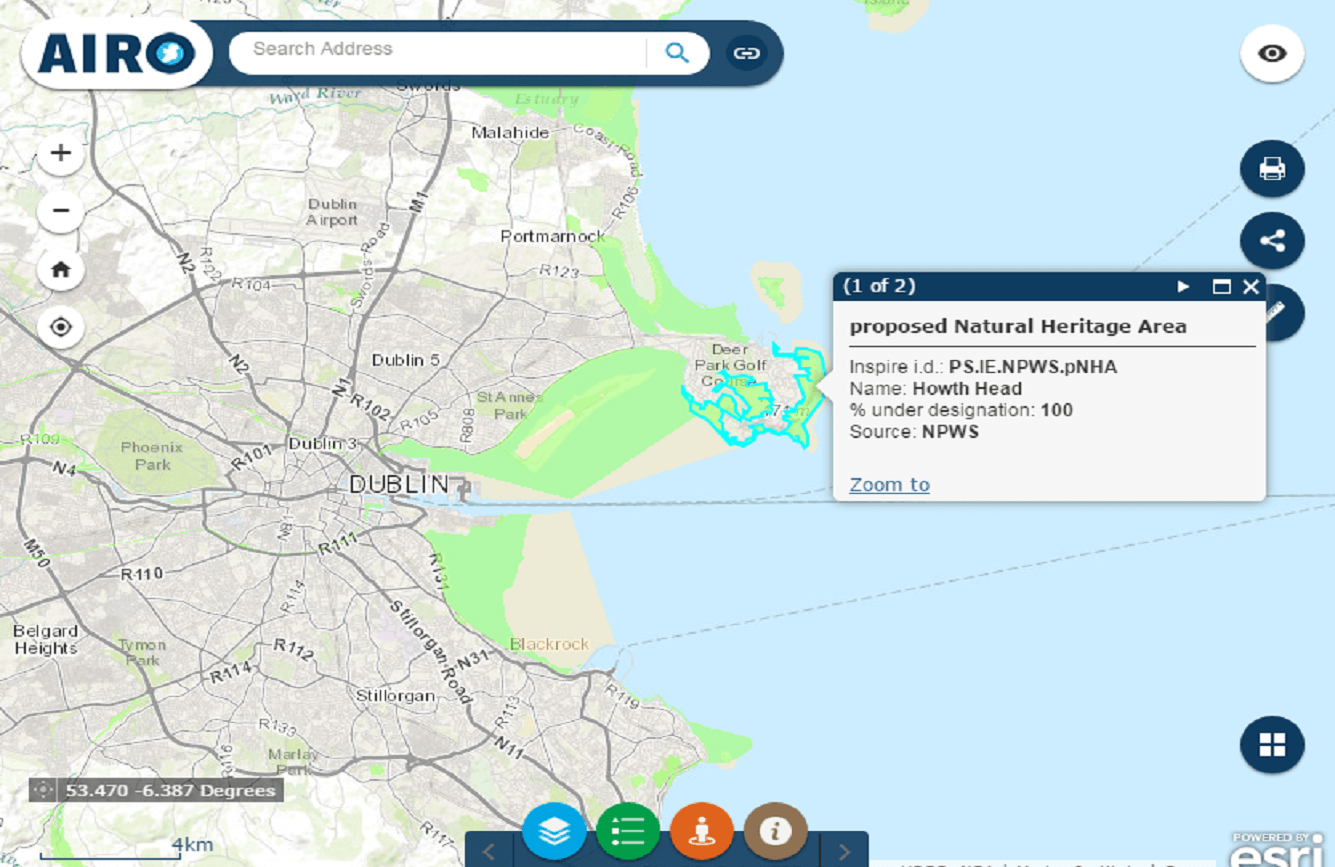 AIRO
Search Address
Island
Swords
Ward River
Estuary
Malahide
Coast Road
Dublin
Airport
M1
R106
Portmarnock
N2
R122
R104
Swords Road
R123
(1 of 2)
proposed Natural Heritage Area
Inspire i.d.: PS.IE.NPWS.pNHA
Name: Howth Head
% under designation: 100
Source: NPWS
Zoom to
Deer
Park Golf
Course
Dublin 5
N2
N1
R102
R105
R808
St Annes
Park
R109
N4
Phoenix
Park
R101
Dublin 3
DUBLIN
N81
R111
M50
R110
R114
R131
Stillorgan Road
Belgard
Heights
Tymon
Park
R112
R114
N31
Blackrock
Stillorgan
R113
R119
R133
R116
Marlay
Park
N11
53.470 -6.387 Degrees
R117
4km
POWERED BY
esri